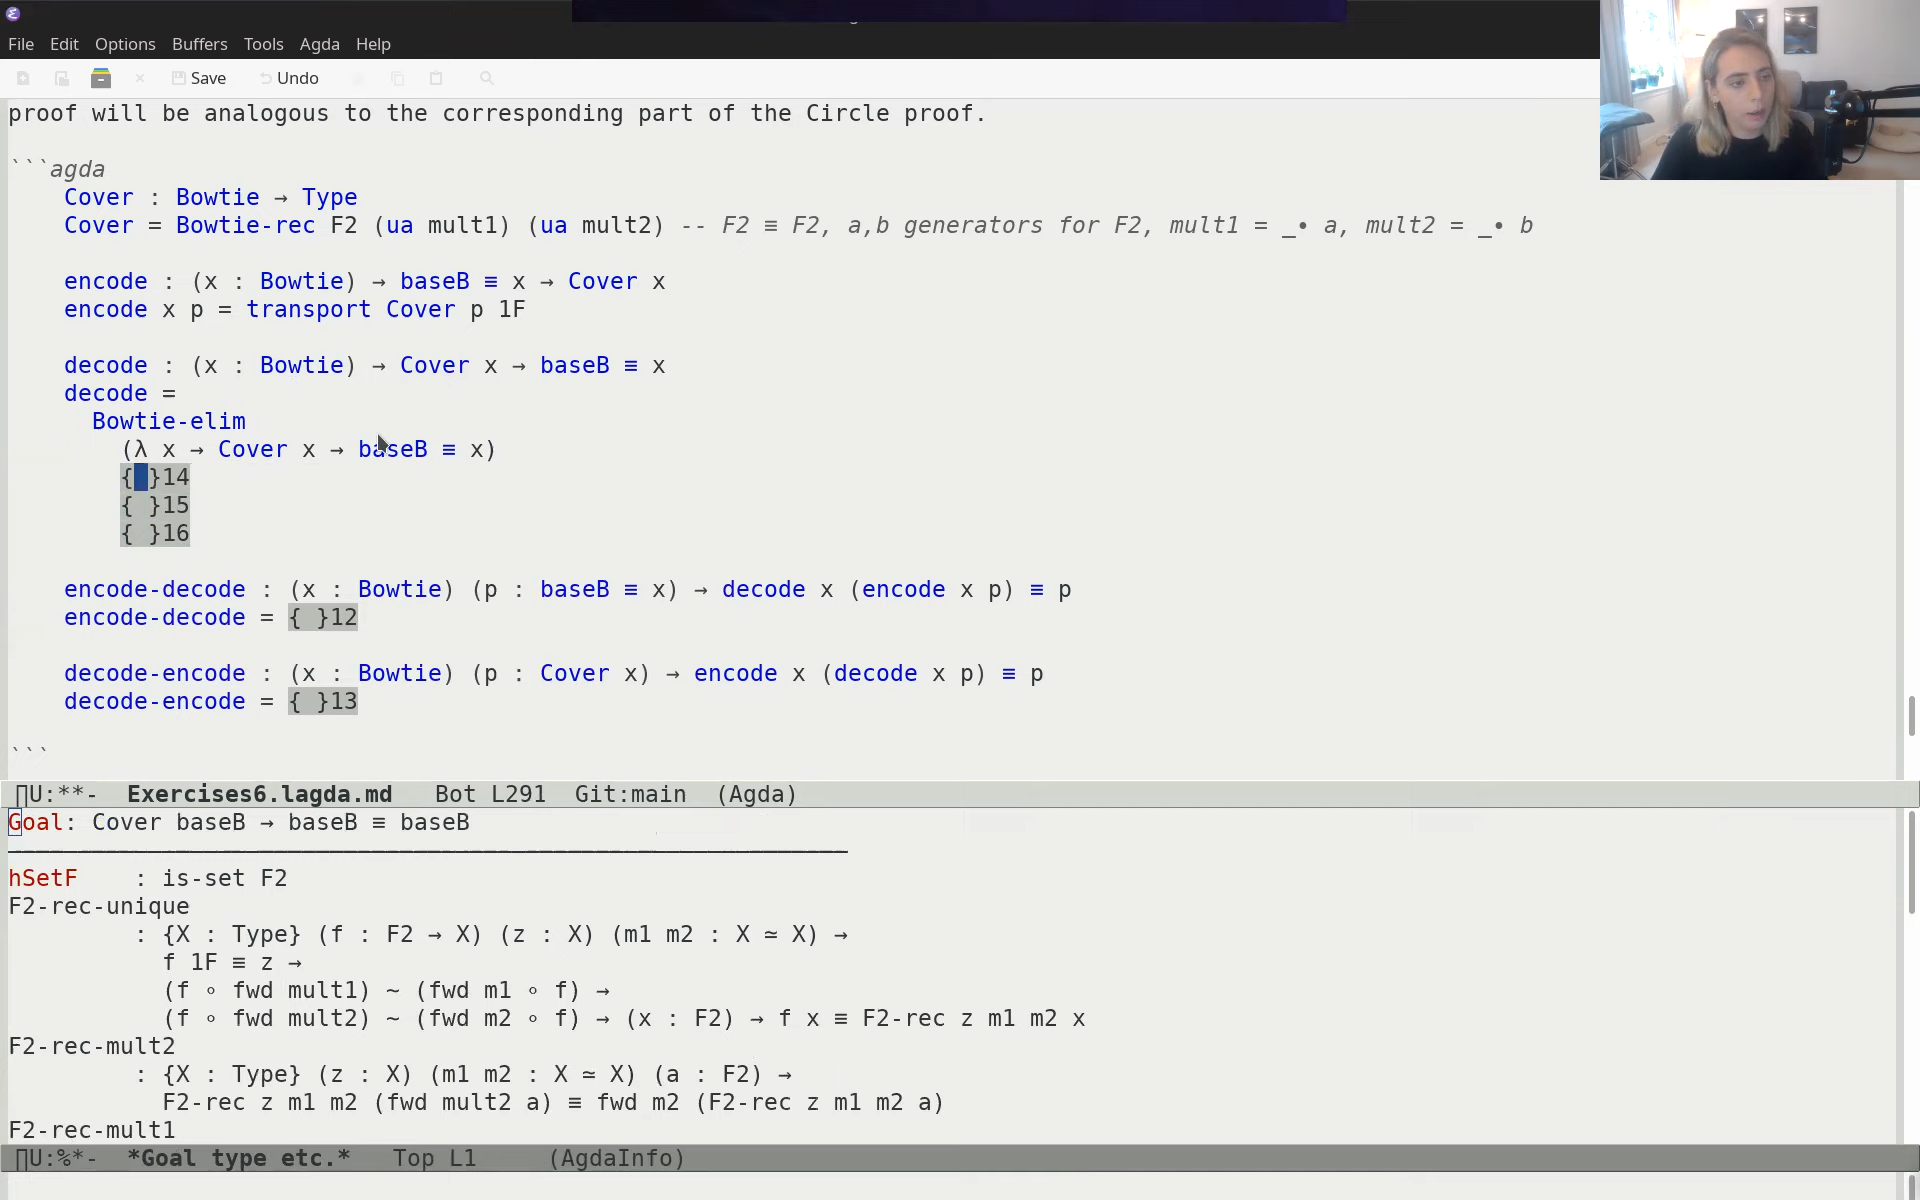 File Edit Options Buffers Tools Agda Help
Save Undo
proof will be analogous to the corresponding part of the Circle proof.
```agda
Cover : Bowtie → Type
Cover = Bowtie-rec F2 (ua mult1) (ua mult2) -- F2 ≡ F2, a,b generators for F2, mult1 = _∙ a, mult2 = _∙ b
encode : (x : Bowtie) → baseB ≡ x → Cover x
encode x p = transport Cover p 1F
decode : (x : Bowtie) → Cover x → baseB ≡ x
decode =
Bowtie-elim
(λ x → Cover x → baseB ≡ x)
{ }14
{ }15
{ }16
encode-decode : (x : Bowtie) (p : baseB ≡ x) → decode x (encode x p) ≡ p
encode-decode = { }12
decode-encode : (x : Bowtie) (p : Cover x) → encode x (decode x p) ≡ p
decode-encode = { }13
```
∏U:**- Exercises6.lagda.md Bot L291 Git:main (Agda)
Goal: Cover baseB → baseB ≡ baseB
hSetF : is-set F2
F2-rec-unique
: {X : Type} (f : F2 → X) (z : X) (m1 m2 : X ≃ X) →
f 1F ≡ z →
(f ∘ fwd mult1) ∼ (fwd m1 ∘ f) →
(f ∘ fwd mult2) ∼ (fwd m2 ∘ f) → (x : F2) → f x ≡ F2-rec z m1 m2 x
F2-rec-mult2
: {X : Type} (z : X) (m1 m2 : X ≃ X) (a : F2) →
F2-rec z m1 m2 (fwd mult2 a) ≡ fwd m2 (F2-rec z m1 m2 a)
F2-rec-mult1
∏U:%*- *Goal type etc.* Top L1 (AgdaInfo)